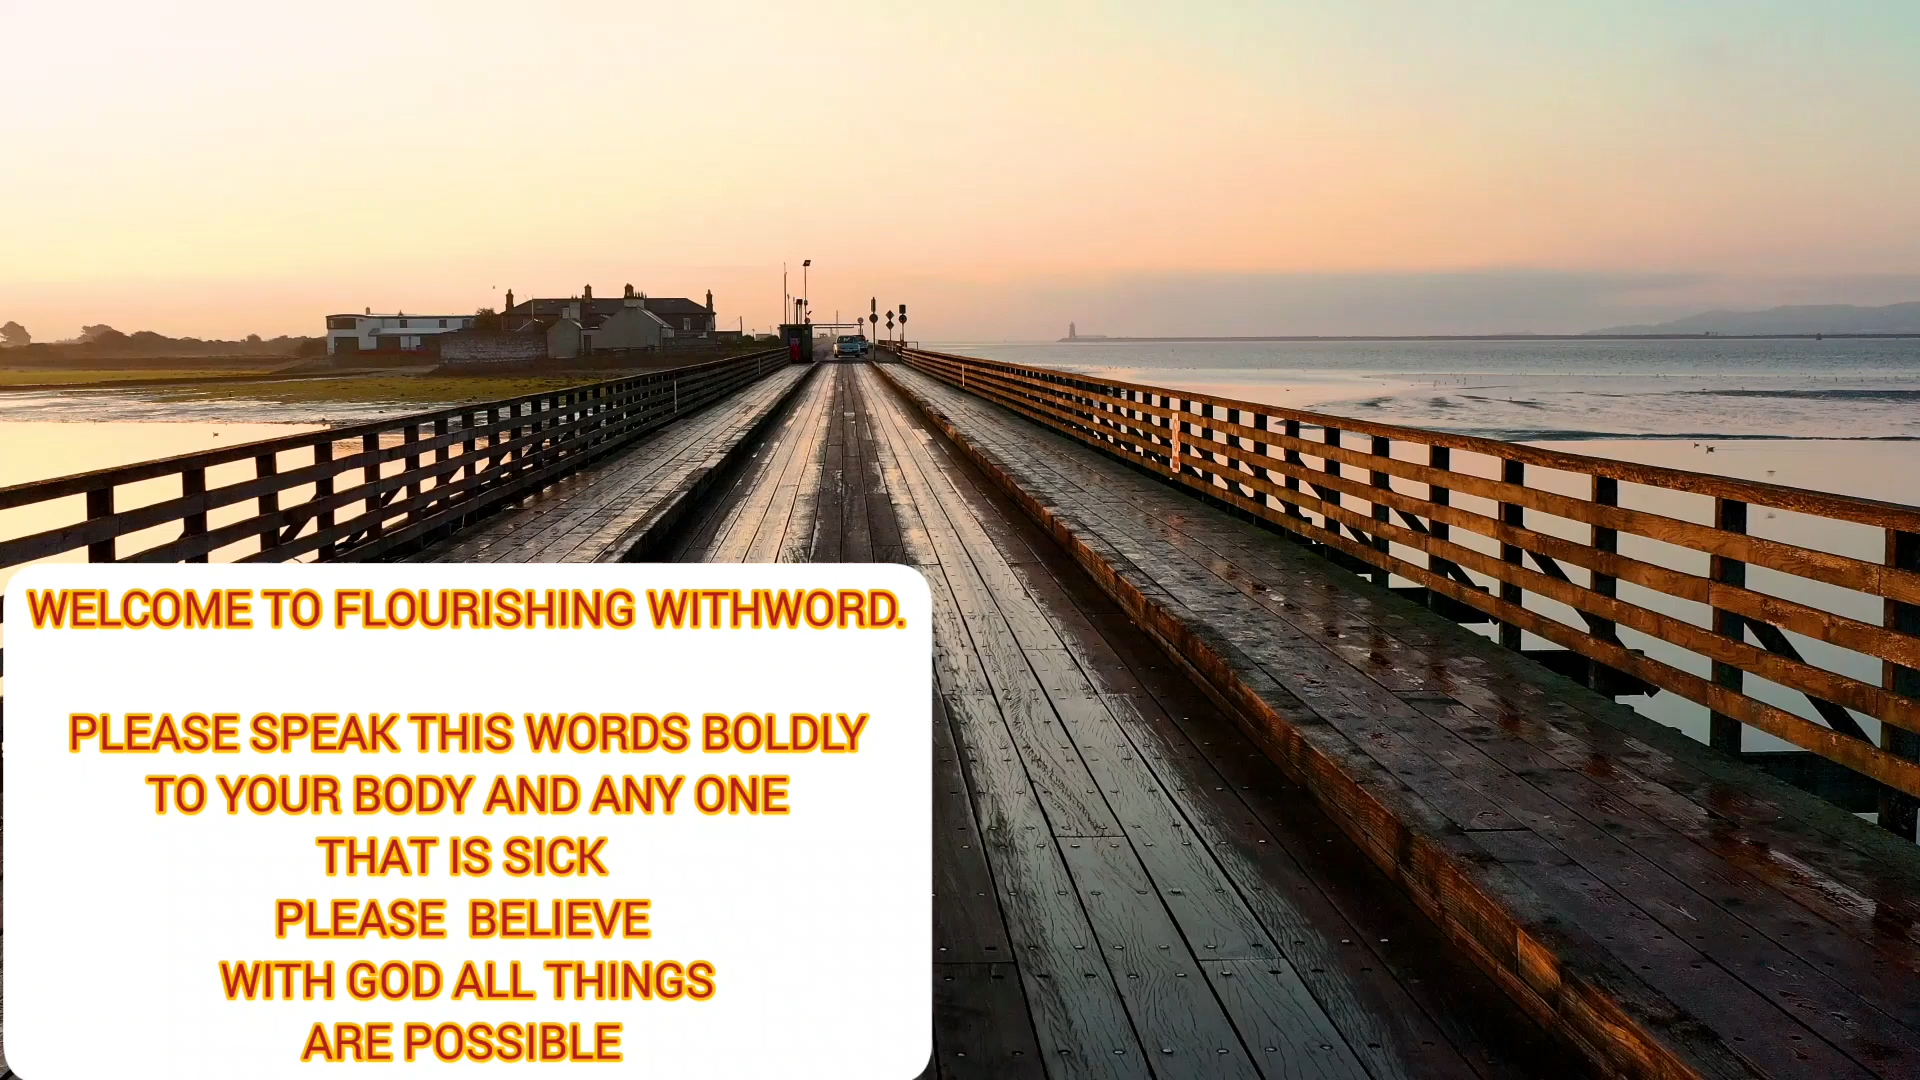 WELCOME TO FLOURISHING WITHWORD.
PLEASE SPEAK THIS WORDS BOLDLY
TO YOUR BODY AND ANY ONE
THAT IS SICK
PLEASE BELIEVE
WITH GOD ALL THINGS
ARE POSSIBLE